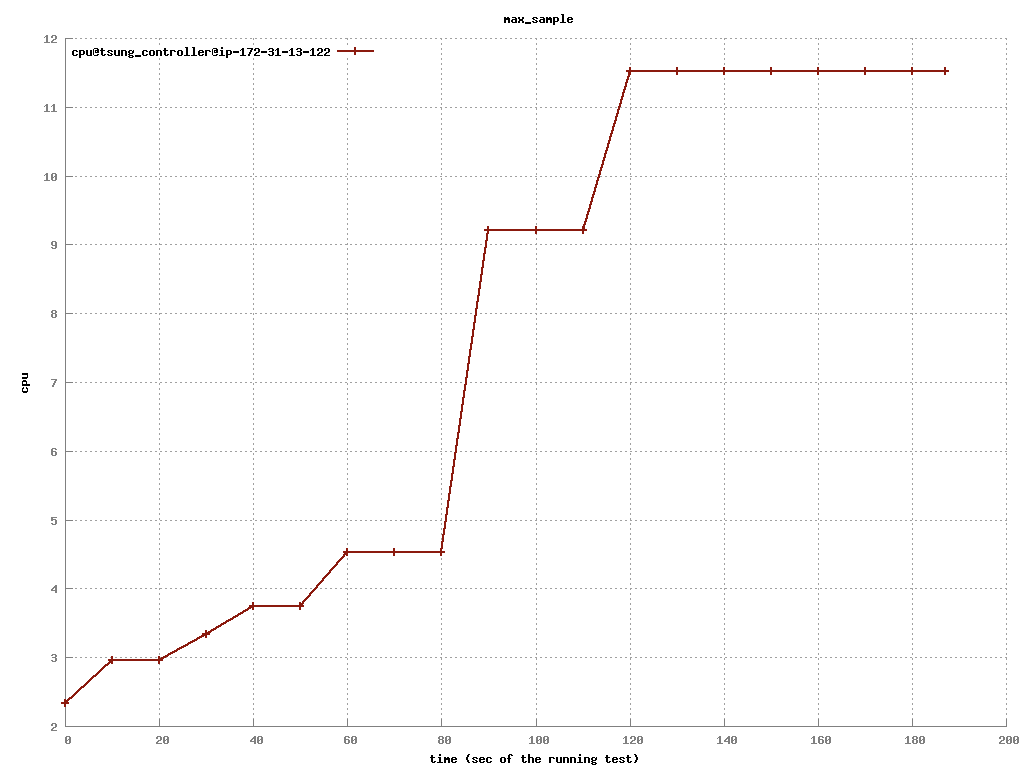 max_sample
cpu@tsung_controller@ip-172-31-13-122
12
11
10
9
8
7
6
5
4
3
2
cpu
0 20 40 60 80 100 120 140 160 180 200
time (sec of the running test)